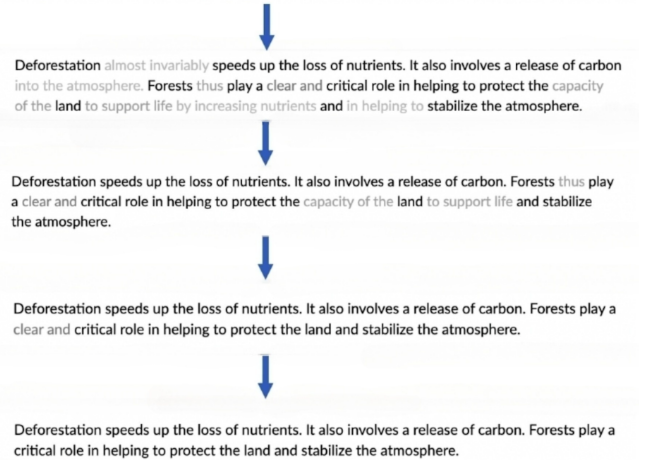 Deforestation almost invariably speeds up the loss of nutrients. It also involves a release of carbon
into the atmosphere. Forests thus play a clear and critical role in helping to protect the capacity
of the land to support life by increasing nutrients and in helping to stabilize the atmosphere.
Deforestation speeds up the loss of nutrients. It also involves a release of carbon. Forests thus play
a clear and critical role in helping to protect the capacity of the land to support life and stabilize
the atmosphere.
Deforestation speeds up the loss of nutrients. It also involves a release of carbon. Forests play a
clear and critical role in helping to protect the land and stabilize the atmosphere.
Deforestation speeds up the loss of nutrients. It also involves a release of carbon. Forests play a
critical role in helping to protect the land and stabilize the atmosphere.